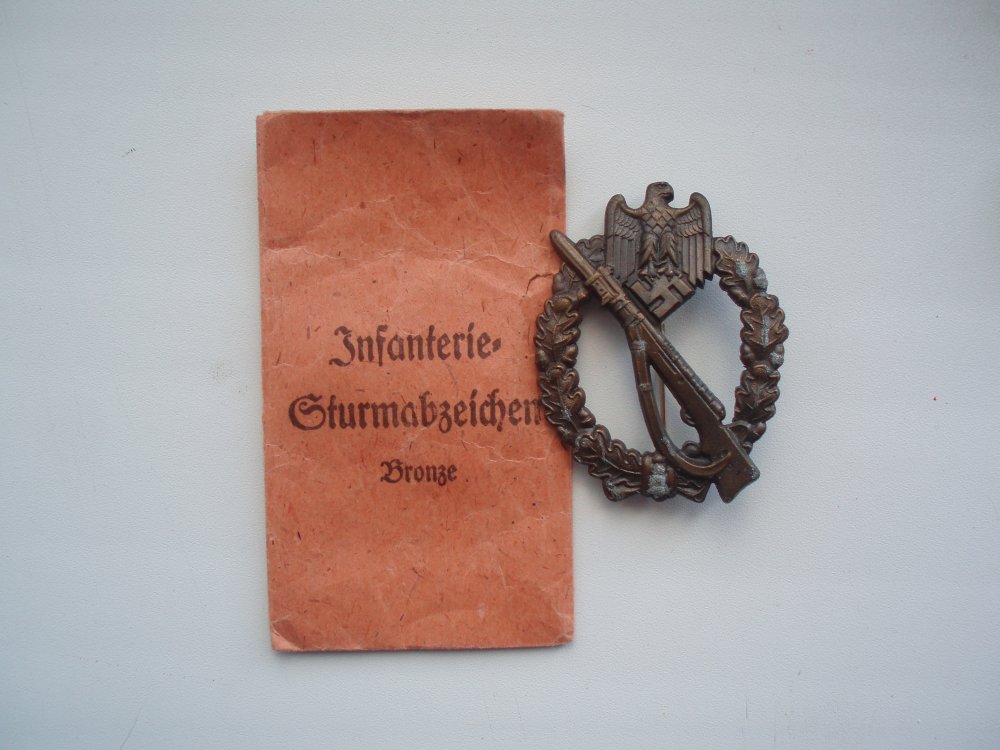 Infanterie-
Sturmabzeichen
Bronze